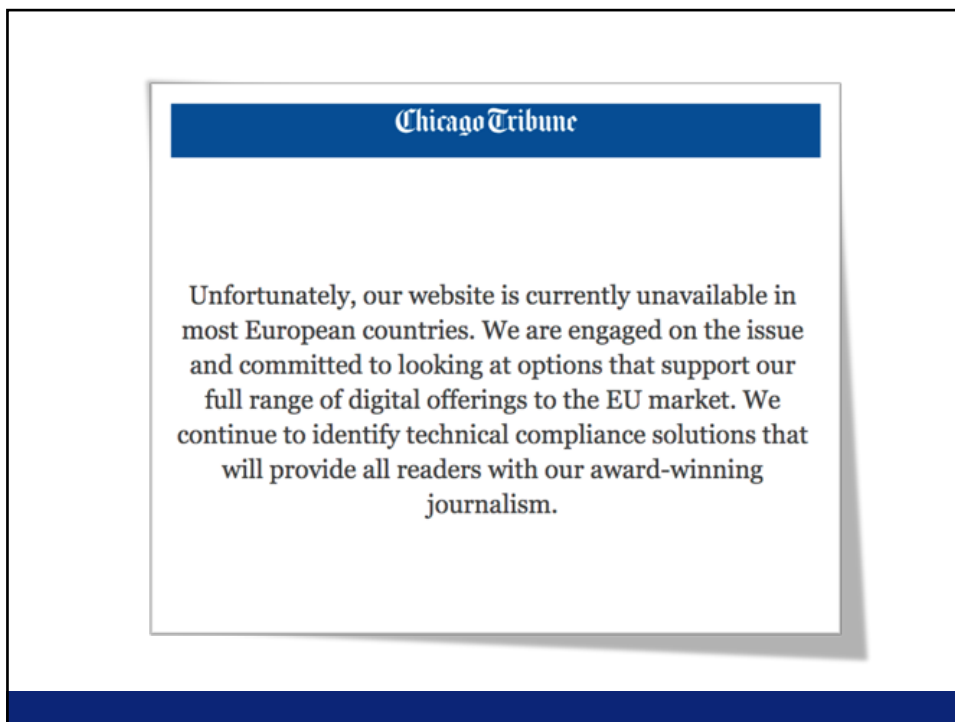 Chicago Tribune
Unfortunately, our website is currently unavailable in
most European countries. We are engaged on the issue
and committed to looking at options that support our
full range of digital offerings to the EU market. We
continue to identify technical compliance solutions that
will provide all readers with our award-winning
journalism.